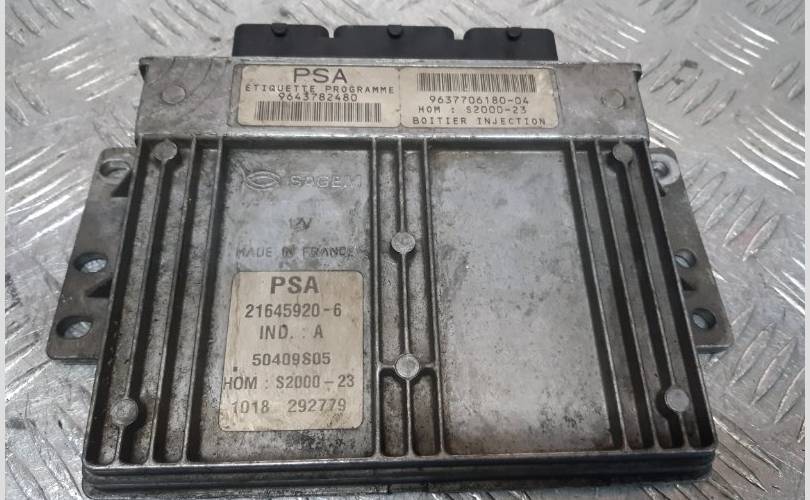 PSA
ETIQUETTE PROGRAMME
9643782480
9637706180-04
HOM : S2000-23
BOITIER INJECTION
SAGEM
12V
MADE IN FRANCE
PSA
21645920-6
IND. : A
50409S05
HOM : S2000-23
1018 292779